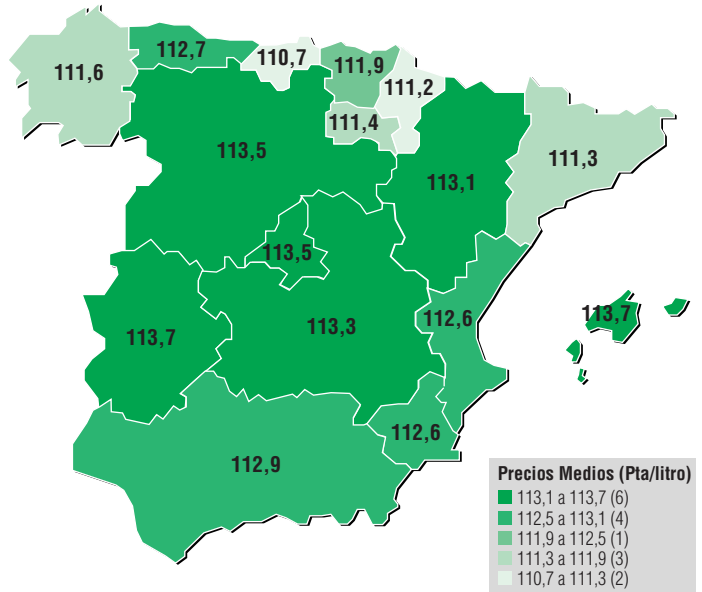 112,7
110,7
111,6
111,9
111,2
111,4
113,5
111,3
113,1
113,5
113,7
113,3
112,6
113,7
112,6
112,9
Precios Medios (Pta/litro)
113,1 a 113,7 (6)
112,5 a 113,1 (4)
111,9 a 112,5 (1)
111,3 a 111,9 (3)
110,7 a 111,3 (2)